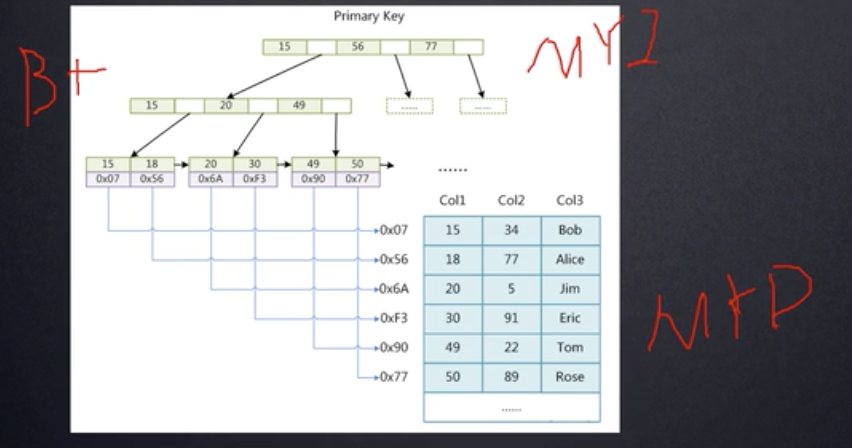 Primary Key
15 56 77
B+
MYI
15 20 49
......
......
15 18 20 30 49 50
0x07 0x56 0x6A 0xF3 0x90 0x77
......
Col1 Col2 Col3
0x07 15 34 Bob
0x56 18 77 Alice
0x6A 20 5 Jim
0xF3 30 91 Eric
0x90 49 22 Tom
0x77 50 89 Rose
......
MYD